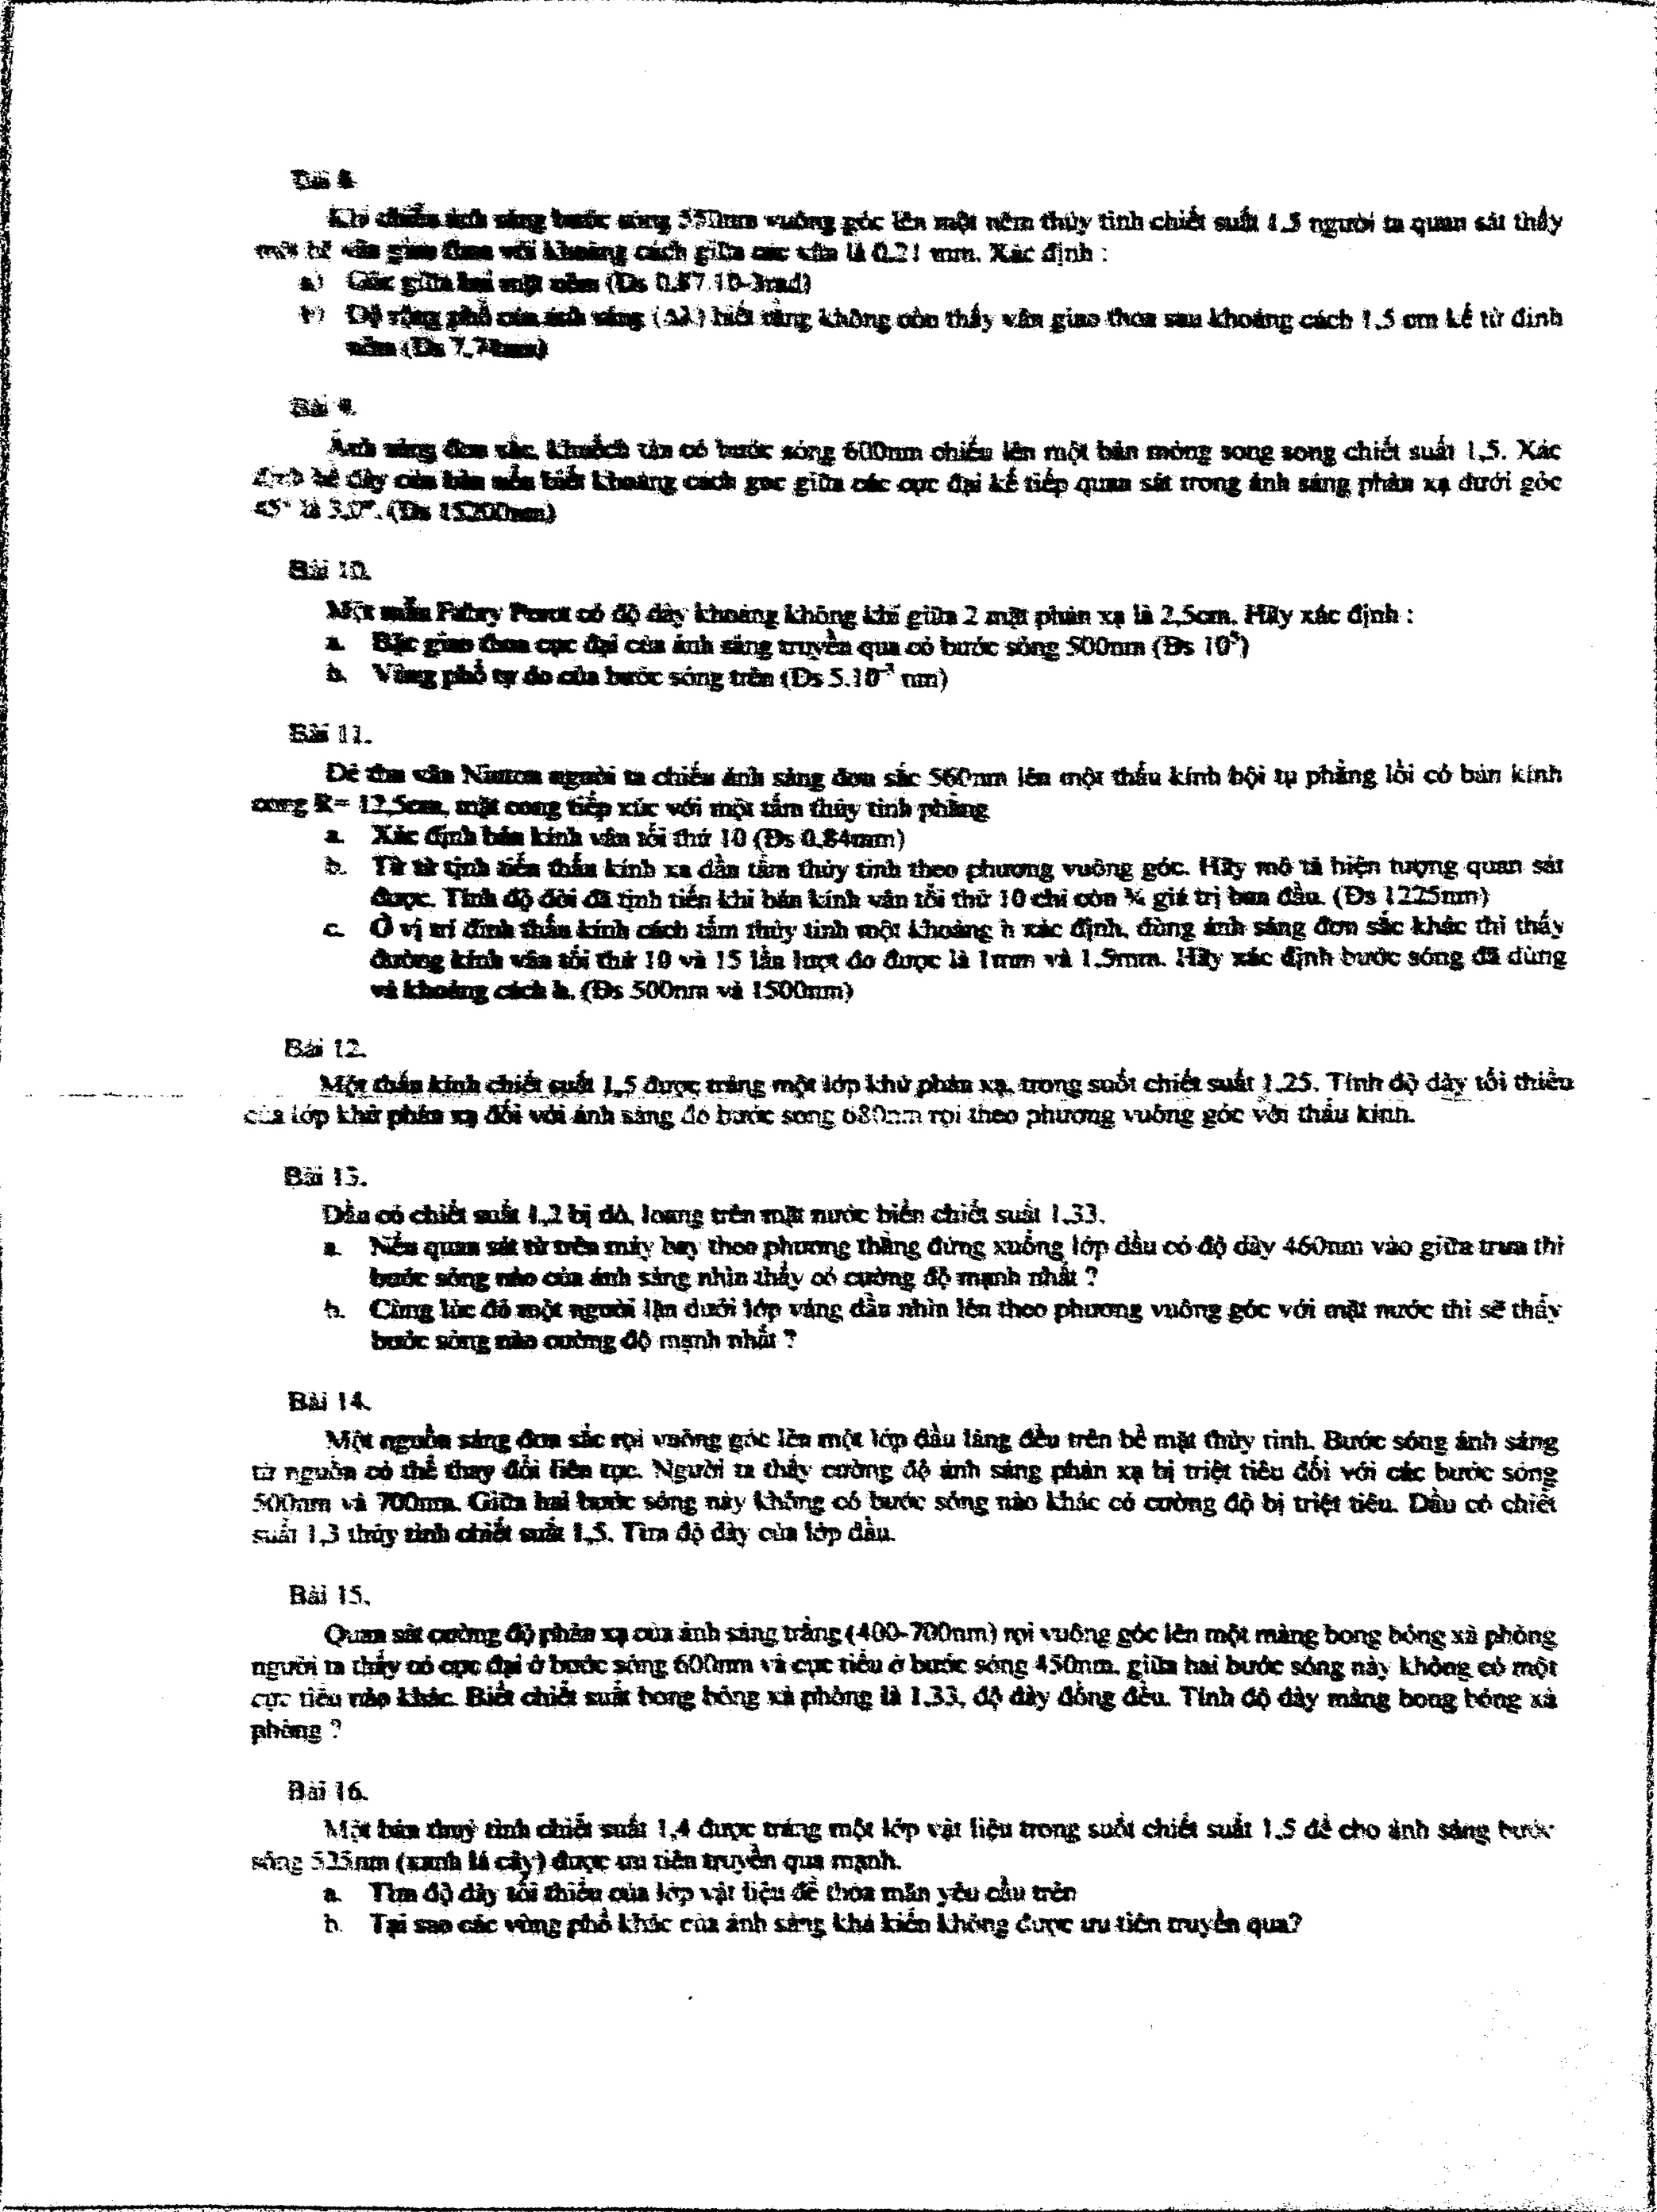 Bài 8.
Khi chiếu ánh sáng bước sóng 550nm vuông góc lên một nêm thủy tinh chiết suất 1.5 người ta quan sát thấy
một hệ vân giao thoa với khoảng cách giữa các vân là 0.21 mm. Xác định :
a) Góc giữa hai mặt nêm (Ds 0.87.10-3rad)
b) Độ rộng phổ của ánh sáng (Δλ) biết rằng không còn thấy vân giao thoa sau khoảng cách 1.5 cm kể từ đỉnh
nêm (Ds
Bài 9.
Ánh sáng đơn sắc, khuếch tán có bước sóng 600nm chiếu lên một bản mỏng song song chiết suất 1,5. Xác
định bề dày của bản nếu biết khoảng cách góc giữa các cực đại kế tiếp quan sát trong ánh sáng phản xạ dưới góc
45° là 3,0°. (Ds 15200nm)
Bài 10.
Một mẫu Fabry Perot có độ dày khoảng không khí giữa 2 mặt phản xạ là 2,5cm. Hãy xác định :
a. Bậc giao thoa cực đại của ánh sáng truyền qua có bước sóng 500nm (Đs 10⁵)
b. Vùng phổ tự do của bước sóng trên (Ds 5.10⁻³ nm)
Bài 11.
Để thu vân Niuton người ta chiếu ánh sáng đơn sắc 560nm lên một thấu kính hội tụ phẳng lồi có bán kính
cong R= 12,5cm, mặt cong tiếp xúc với một tấm thủy tinh phẳng
a. Xác định bán kính vân tối thứ 10 (Đs 0,84mm)
b. Từ từ tịnh tiến thấu kính xa dần tấm thủy tinh theo phương vuông góc. Hãy mô tả hiện tượng quan sát
được. Tính độ dời đã tịnh tiến khi bán kính vân tối thứ 10 chỉ còn ¾ giá trị ban đầu. (Đs 1225nm)
c. Ở vị trí đỉnh thấu kính cách tấm thủy tinh một khoảng h xác định, dùng ánh sáng đơn sắc khác thì thấy
đường kính vân tối thứ 10 và 15 lần lượt đo được là 1mm và 1.5mm. Hãy xác định bước sóng đã dùng
và khoảng cách h. (Đs 500nm và 1500nm)
Bài 12.
Một thấu kính chiết suất 1,5 được tráng một lớp khử phản xạ, trong suốt chiết suất 1.25. Tính độ dày tối thiểu
của lớp khử phản xạ đối với ánh sáng đỏ bước sóng 680nm rọi theo phương vuông góc với thấu kính.
Bài 13.
Dầu có chiết suất 1,2 bị dò, loang trên mặt nước biển chiết suất 1.33.
a. Nếu quan sát từ trên máy bay theo phương thẳng đứng xuống lớp dầu có độ dày 460nm vào giữa trưa thì
bước sóng nào của ánh sáng nhìn thấy có cường độ mạnh nhất ?
b. Cùng lúc đó một người lặn dưới lớp váng dầu nhìn lên theo phương vuông góc với mặt nước thì sẽ thấy
bước sóng nào cường độ mạnh nhất ?
Bài 14.
Một nguồn sáng đơn sắc rọi vuông góc lên một lớp dầu láng đều trên bề mặt thủy tinh. Bước sóng ánh sáng
từ nguồn có thể thay đổi liên tục. Người ta thấy cường độ ánh sáng phản xạ bị triệt tiêu đối với các bước sóng
500nm và 700nm. Giữa hai bước sóng này không có bước sóng nào khác có cường độ bị triệt tiêu. Dầu có chiết
suất 1,3 thủy tinh chiết suất 1,5. Tìm độ dày của lớp dầu.
Bài 15.
Quan sát cường độ phản xạ của ánh sáng trắng (400-700nm) rọi vuông góc lên một màng bong bóng xà phòng
người ta thấy có cực đại ở bước sóng 600nm và cực tiểu ở bước sóng 450nm. giữa hai bước sóng này không có một
cực tiểu nào khác. Biết chiết suất bong bóng xà phòng là 1,33, độ dày đồng đều. Tính độ dày màng bong bóng xà
phòng ?
Bài 16.
Một bản thuỷ tinh chiết suất 1,4 được tráng một lớp vật liệu trong suốt chiết suất 1.5 để cho ánh sáng bước
sóng 525nm (xanh lá cây) được ưu tiên truyền qua mạnh.
a. Tìm độ dày tối thiểu của lớp vật liệu để thỏa mãn yêu cầu trên
b. Tại sao các vùng phổ khác của ánh sáng khả kiến không được ưu tiên truyền qua?